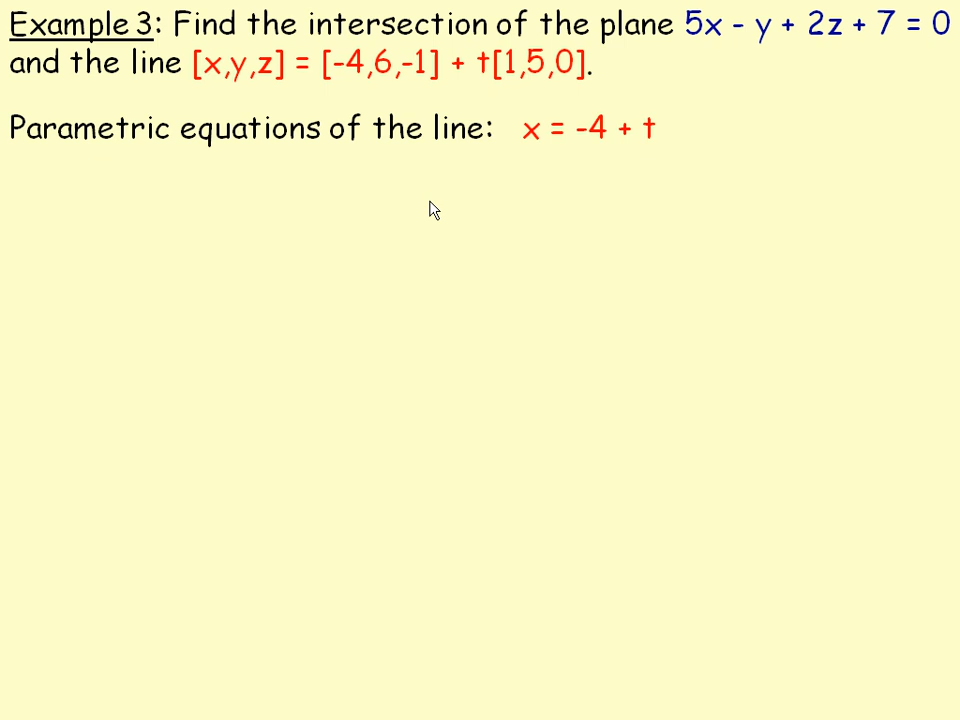 Example 3: Find the intersection of the plane 5x - y + 2z + 7 = 0
and the line [x,y,z] = [-4,6,-1] + t[1,5,0].
Parametric equations of the line: x = -4 + t